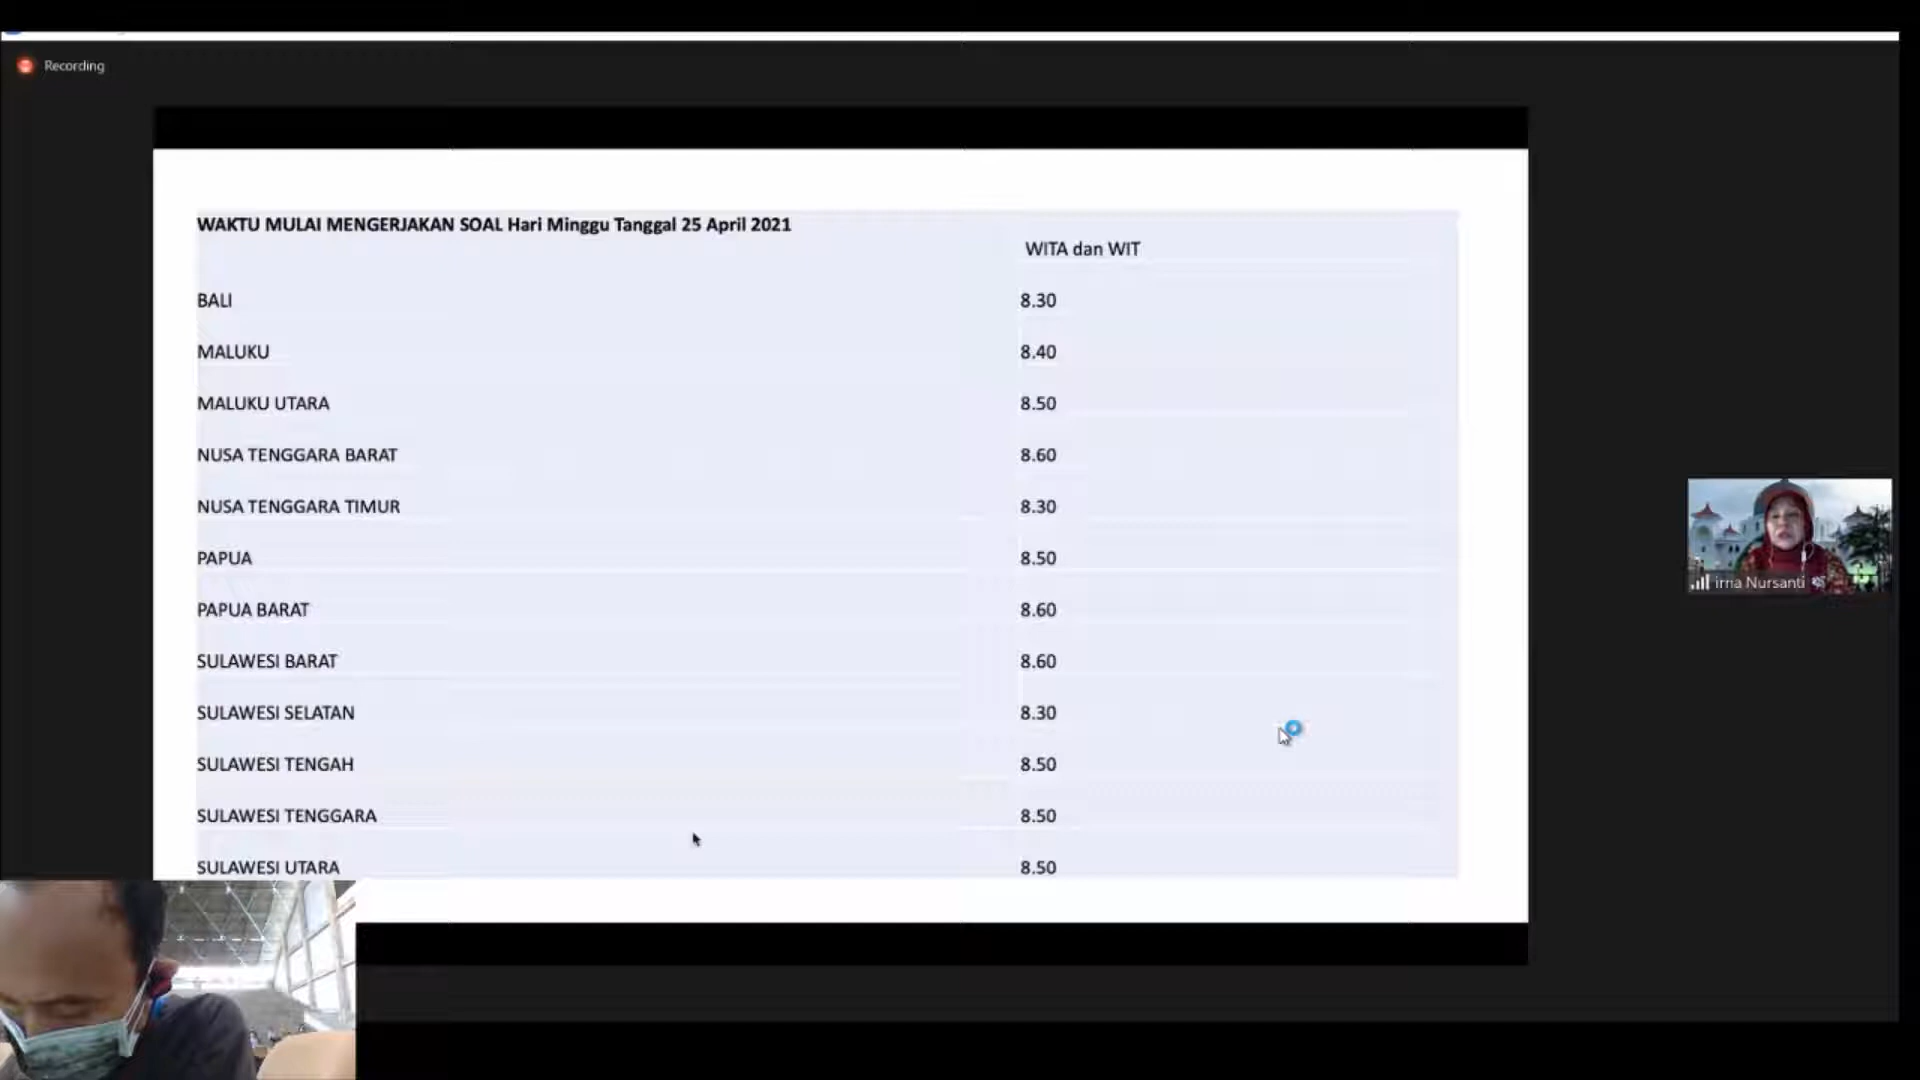 Recording
WAKTU MULAI MENGERJAKAN SOAL Hari Minggu Tanggal 25 April 2021
WITA dan WIT
BALI 8.30
MALUKU 8.40
MALUKU UTARA 8.50
NUSA TENGGARA BARAT 8.60
NUSA TENGGARA TIMUR 8.30
PAPUA 8.50
PAPUA BARAT 8.60
SULAWESI BARAT 8.60
SULAWESI SELATAN 8.30
SULAWESI TENGAH 8.50
SULAWESI TENGGARA 8.50
SULAWESI UTARA 8.50
irna Nursanti